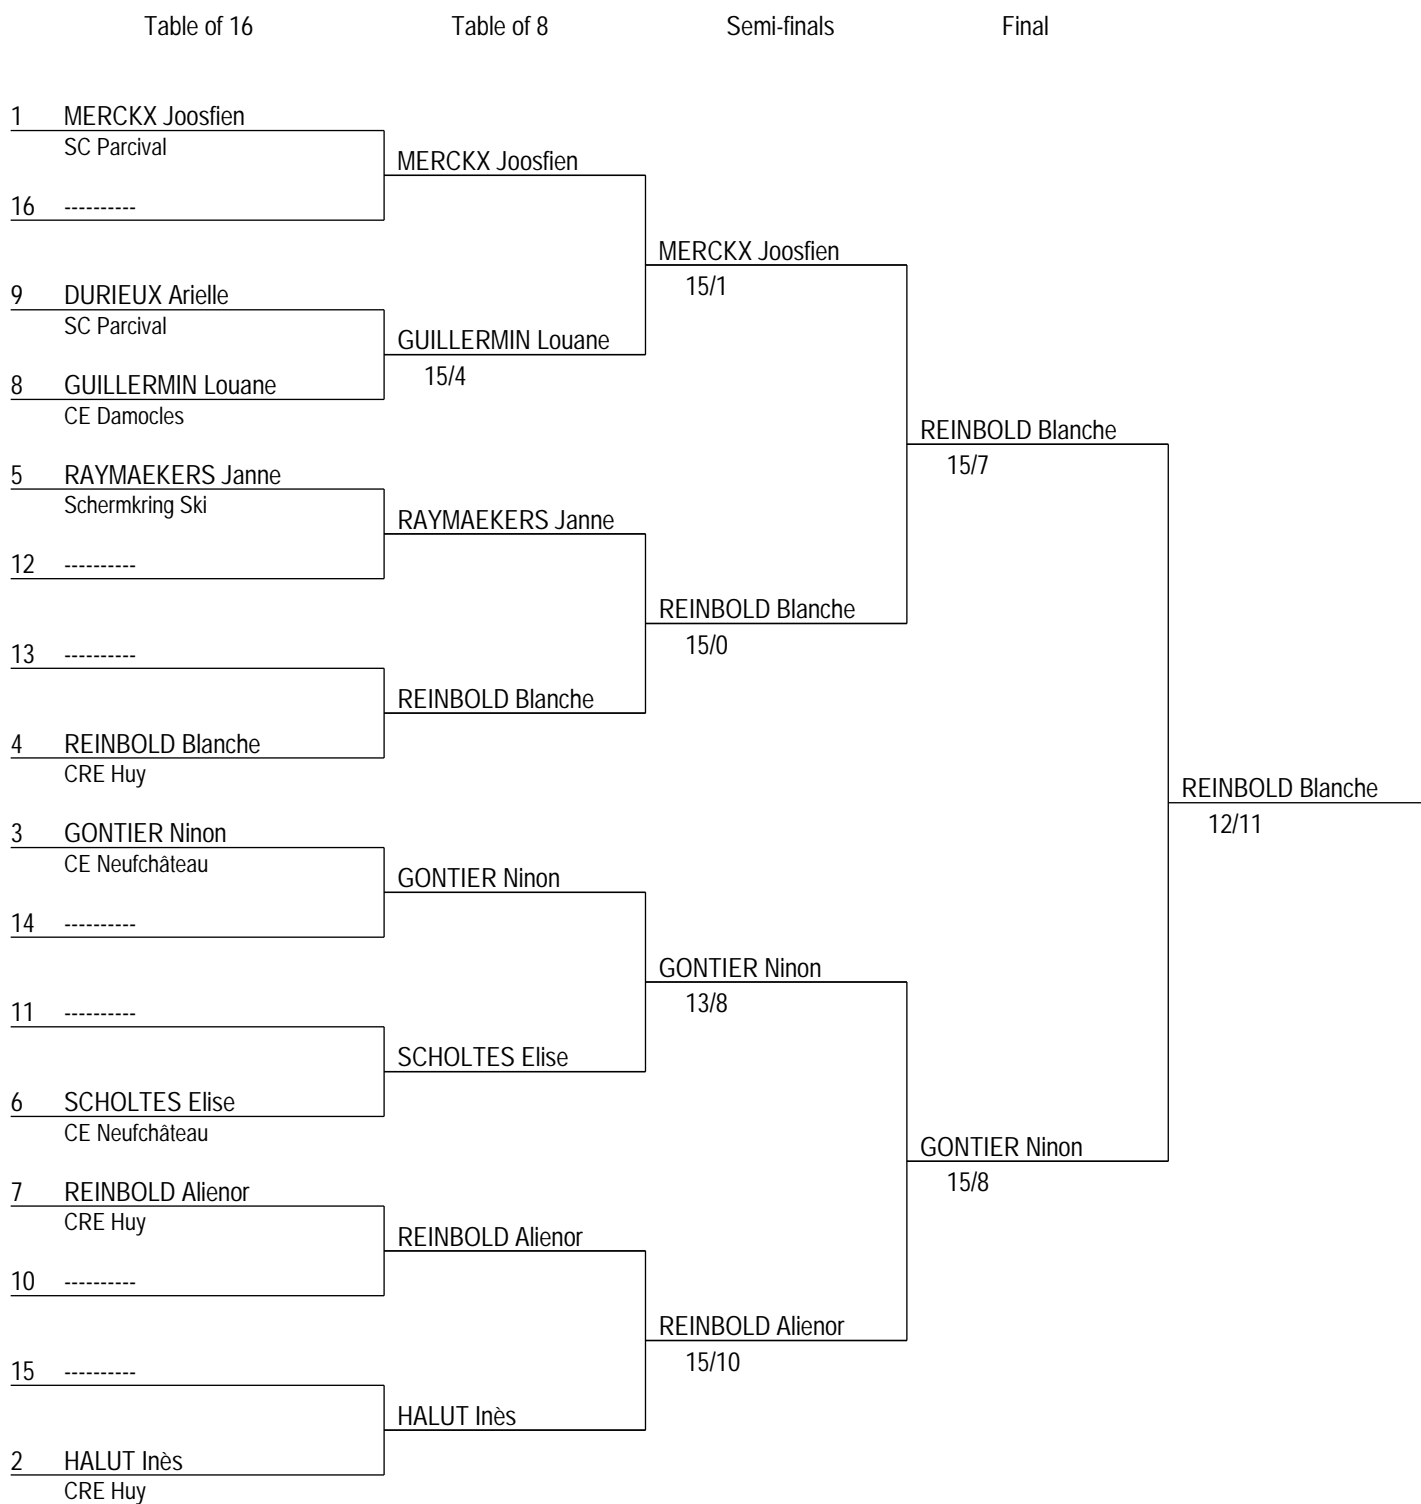 Table of 16 Table of 8 Semi-finals Final
1 MERCKX Joosfien
SC Parcival
MERCKX Joosfien
16 ----------
MERCKX Joosfien
15/1
9 DURIEUX Arielle
SC Parcival
GUILLERMIN Louane
15/4
8 GUILLERMIN Louane
CE Damocles
REINBOLD Blanche
15/7
5 RAYMAEKERS Janne
Schermkring Ski
RAYMAEKERS Janne
12 ----------
REINBOLD Blanche
15/0
13 ----------
REINBOLD Blanche
4 REINBOLD Blanche
CRE Huy
REINBOLD Blanche
12/11
3 GONTIER Ninon
CE Neufchâteau
GONTIER Ninon
14 ----------
GONTIER Ninon
13/8
11 ----------
SCHOLTES Elise
6 SCHOLTES Elise
CE Neufchâteau
GONTIER Ninon
15/8
7 REINBOLD Alienor
CRE Huy
REINBOLD Alienor
10 ----------
REINBOLD Alienor
15/10
15 ----------
HALUT Inès
2 HALUT Inès
CRE Huy